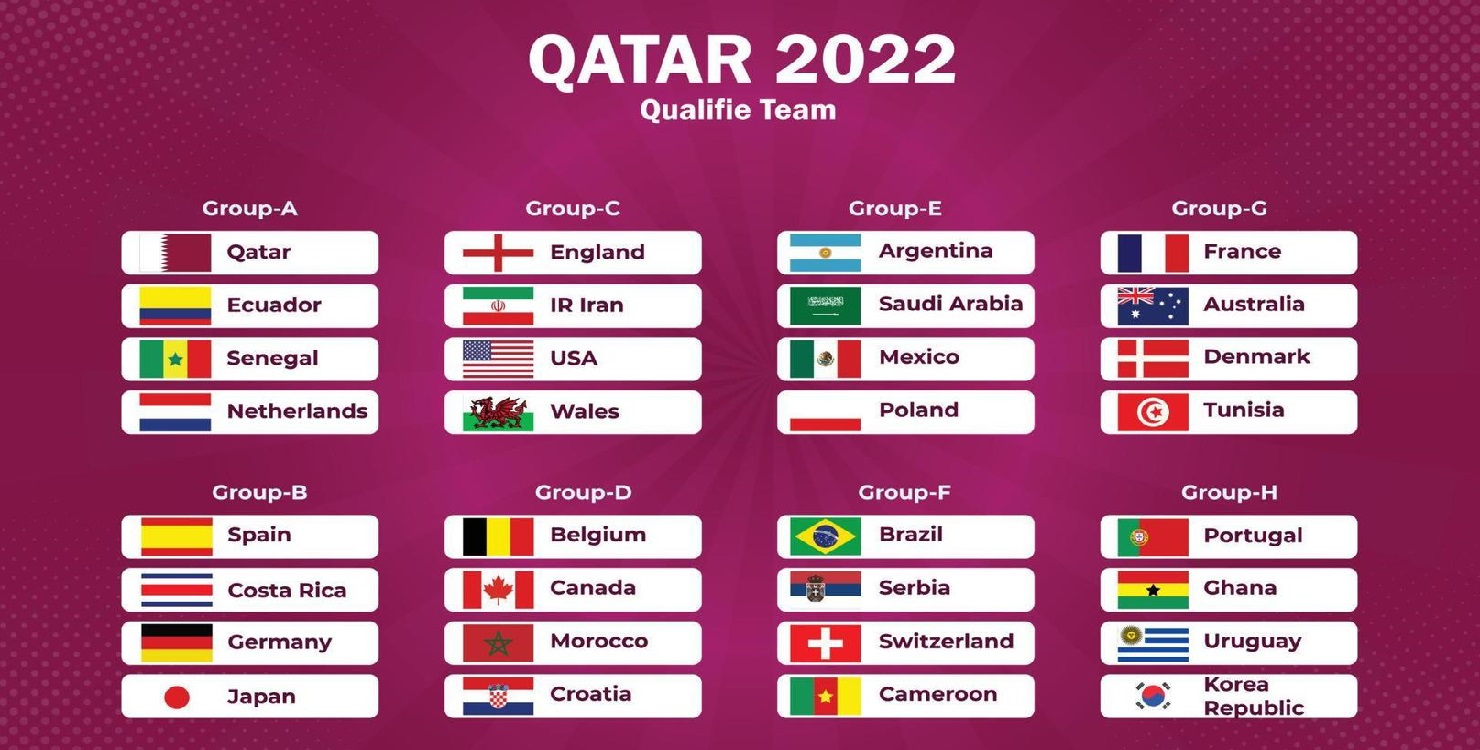 QATAR 2022
Qualifie Team
Group-A
Qatar
Ecuador
Senegal
Netherlands
Group-C
England
IR Iran
USA
Wales
Group-E
Argentina
Saudi Arabia
Mexico
Poland
Group-G
France
Australia
Denmark
Tunisia
Group-B
Spain
Costa Rica
Germany
Japan
Group-D
Belgium
Canada
Morocco
Croatia
Group-F
Brazil
Serbia
Switzerland
Cameroon
Group-H
Portugal
Ghana
Uruguay
Korea
Republic